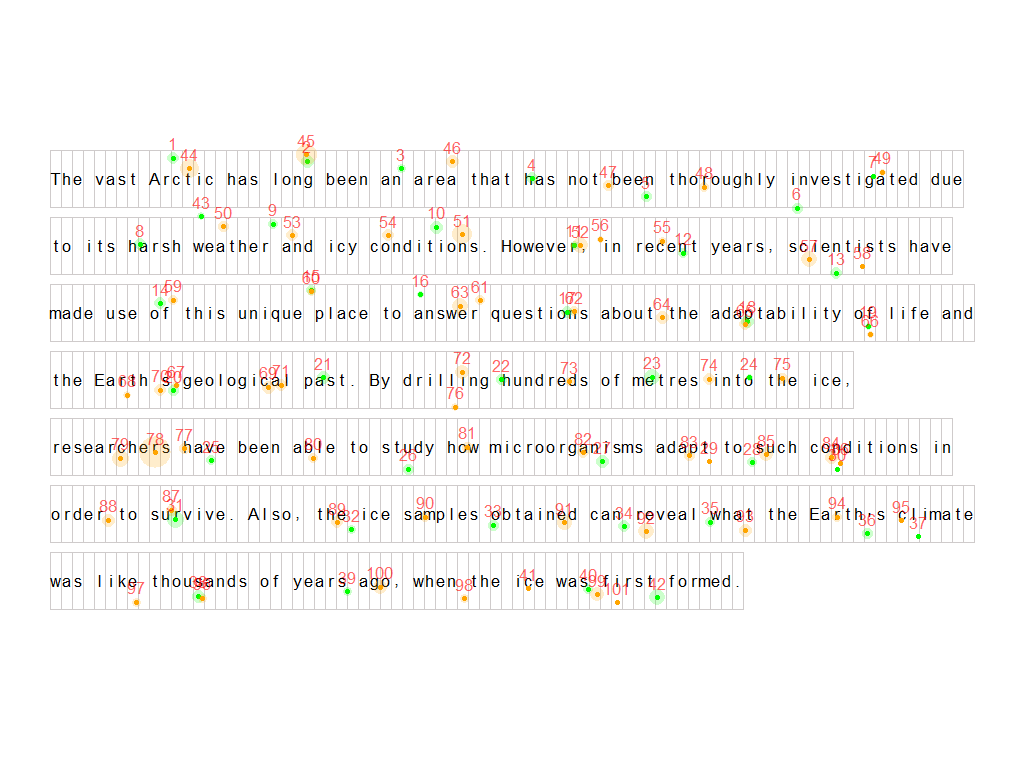 The vast Arctic has long been an area that has not been thoroughly investigated due
to its harsh weather and icy conditions. However, in recent years, scientists have
made use of this unique place to answer questions about the adaptability of life and
the Earth's geological past. By drilling hundreds of metres into the ice,
researchers have been able to study how microorganisms adapt to such conditions in
order to survive. Also, the ice samples obtained can reveal what the Earth's climate
was like thousands of years ago, when the ice was first formed.